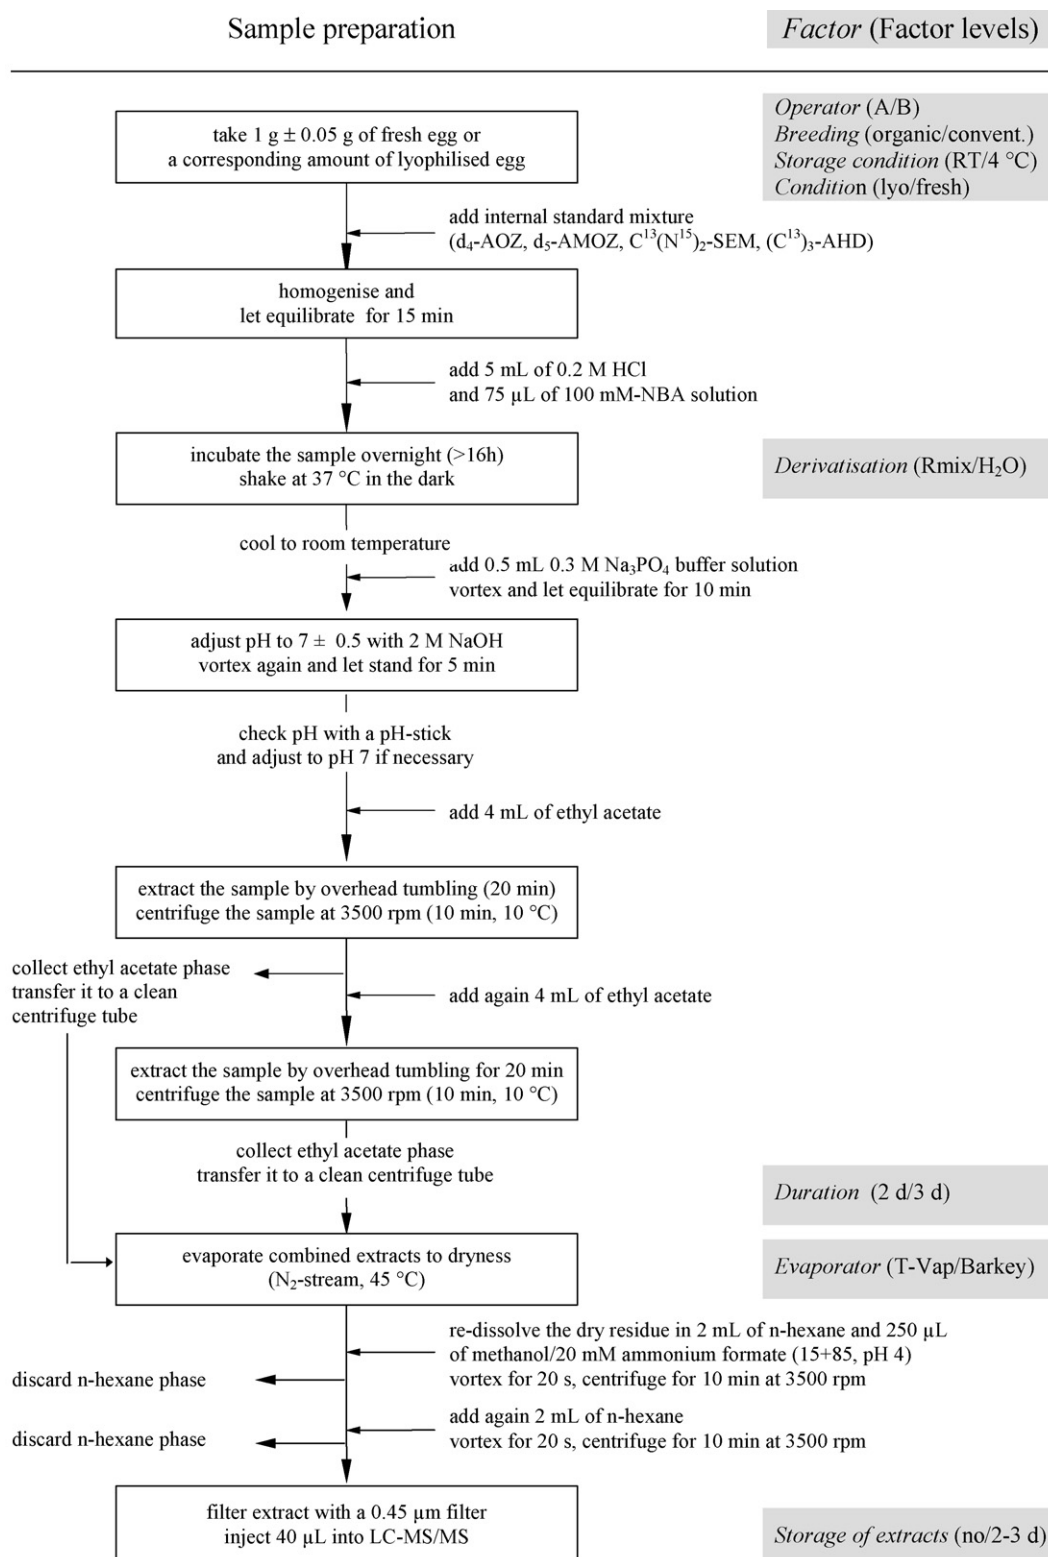 Sample preparation
Factor (Factor levels)
take 1 g ± 0.05 g of fresh egg or
a corresponding amount of lyophilised egg
Operator (A/B)
Breeding (organic/convent.)
Storage condition (RT/4 °C)
Condition (lyo/fresh)
add internal standard mixture
(d₄-AOZ, d₅-AMOZ, C¹³(N¹⁵)₂-SEM, (C¹³)₃-AHD)
homogenise and
let equilibrate for 15 min
add 5 mL of 0.2 M HCl
and 75 µL of 100 mM-NBA solution
incubate the sample overnight (>16h)
shake at 37 °C in the dark
Derivatisation (Rmix/H₂O)
cool to room temperature
add 0.5 mL 0.3 M Na₃PO₄ buffer solution
vortex and let equilibrate for 10 min
adjust pH to 7 ± 0.5 with 2 M NaOH
vortex again and let stand for 5 min
check pH with a pH-stick
and adjust to pH 7 if necessary
add 4 mL of ethyl acetate
extract the sample by overhead tumbling (20 min)
centrifuge the sample at 3500 rpm (10 min, 10 °C)
collect ethyl acetate phase
transfer it to a clean
centrifuge tube
add again 4 mL of ethyl acetate
extract the sample by overhead tumbling for 20 min
centrifuge the sample at 3500 rpm (10 min, 10 °C)
collect ethyl acetate phase
transfer it to a clean centrifuge tube
Duration (2 d/3 d)
evaporate combined extracts to dryness
(N₂-stream, 45 °C)
Evaporator (T-Vap/Barkey)
re-dissolve the dry residue in 2 mL of n-hexane and 250 µL
of methanol/20 mM ammonium formate (15+85, pH 4)
vortex for 20 s, centrifuge for 10 min at 3500 rpm
discard n-hexane phase
add again 2 mL of n-hexane
vortex for 20 s, centrifuge for 10 min at 3500 rpm
discard n-hexane phase
filter extract with a 0.45 µm filter
inject 40 µL into LC-MS/MS
Storage of extracts (no/2-3 d)